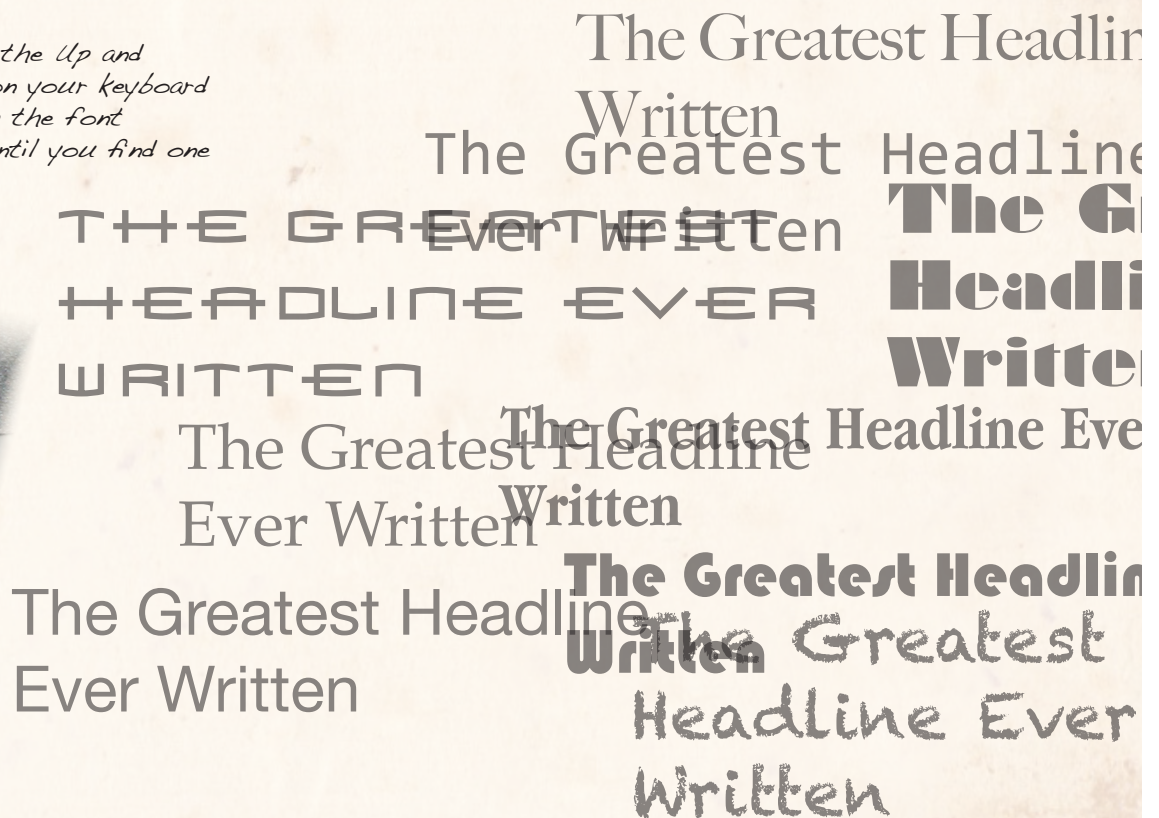 the Up and
on your keyboard
the font
until you find one
The Greatest Headlin
Written
The Greatest Headline
Ever Written
THE GREATEST
HEADLINE EVER
WRITTEN
The Gr
Headli
Writte
The Greatest Headline Eve
Written
The Greatest Headline
Ever Written
The Greatest Headlin
Written
The Greatest Headline
Ever Written
The Greatest
Headline Ever
Written